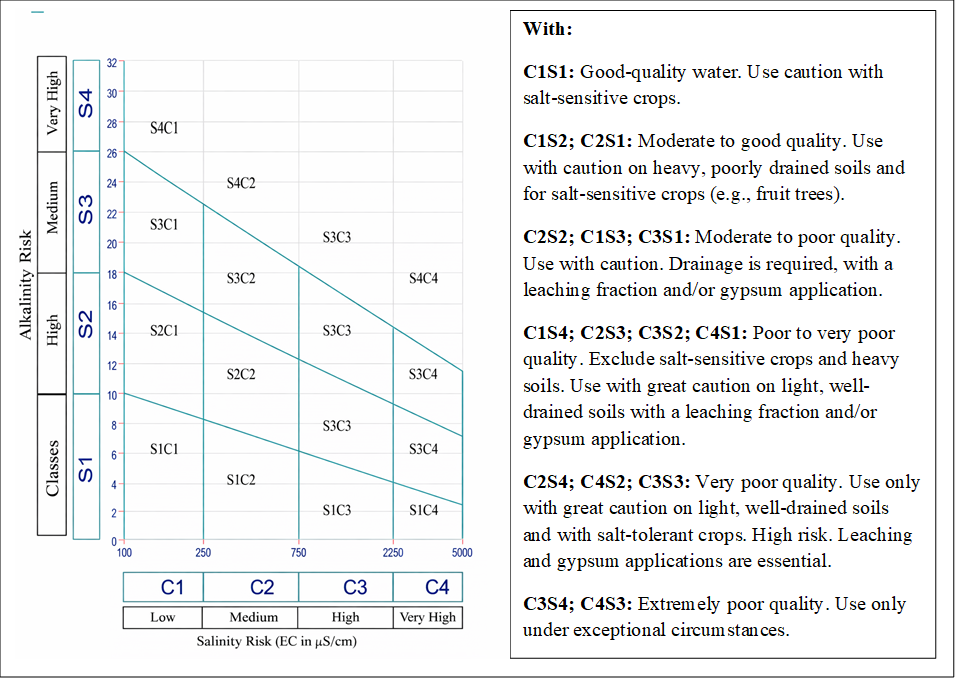 Alkalinity Risk
Very High
Medium
High
Classes
S4
S3
S2
S1
32
30
28
26
24
22
20
18
16
14
12
10
8
6
4
2
0
S4C1
S4C2
S3C3
S4C4
S3C1
S3C2
S3C3
S3C4
S2C1
S2C2
S3C3
S3C4
S1C1
S1C2
S1C3
S1C4
100 250 750 2250 5000
C1 C2 C3 C4
Low Medium High Very High
Salinity Risk (EC in μS/cm)
With:
C1S1: Good-quality water. Use caution with
salt-sensitive crops.
C1S2; C2S1: Moderate to good quality. Use
with caution on heavy, poorly drained soils and
for salt-sensitive crops (e.g., fruit trees).
C2S2; C1S3; C3S1: Moderate to poor quality.
Use with caution. Drainage is required, with a
leaching fraction and/or gypsum application.
C1S4; C2S3; C3S2; C4S1: Poor to very poor
quality. Exclude salt-sensitive crops and heavy
soils. Use with great caution on light, well-
drained soils with a leaching fraction and/or
gypsum application.
C2S4; C4S2; C3S3: Very poor quality. Use only
with great caution on light, well-drained soils
and with salt-tolerant crops. High risk. Leaching
and gypsum applications are essential.
C3S4; C4S3: Extremely poor quality. Use only
under exceptional circumstances.